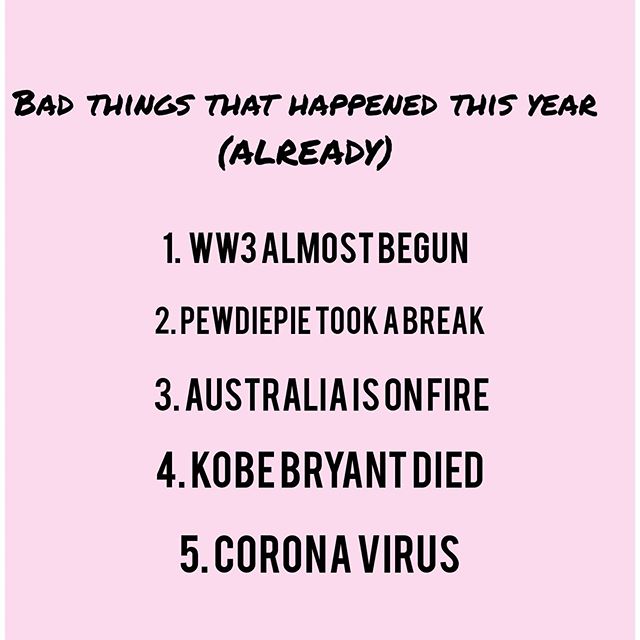 BAD THINGS THAT HAPPENED THIS YEAR
(ALREADY)
1. WW3 ALMOST BEGUN
2. PEWDIEPIE TOOK A BREAK
3. AUSTRALIA IS ON FIRE
4. KOBE BRYANT DIED
5. CORONA VIRUS